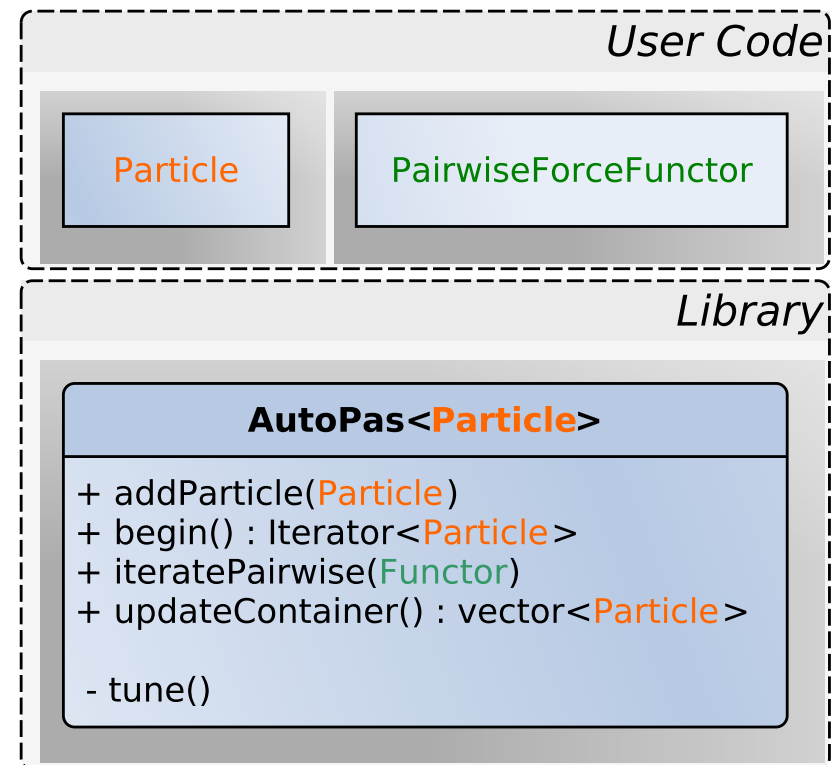 User Code
Particle
PairwiseForceFunctor
Library
AutoPas<Particle>
+ addParticle(Particle)
+ begin() : Iterator<Particle>
+ iteratePairwise(Functor)
+ updateContainer() : vector<Particle>
- tune()